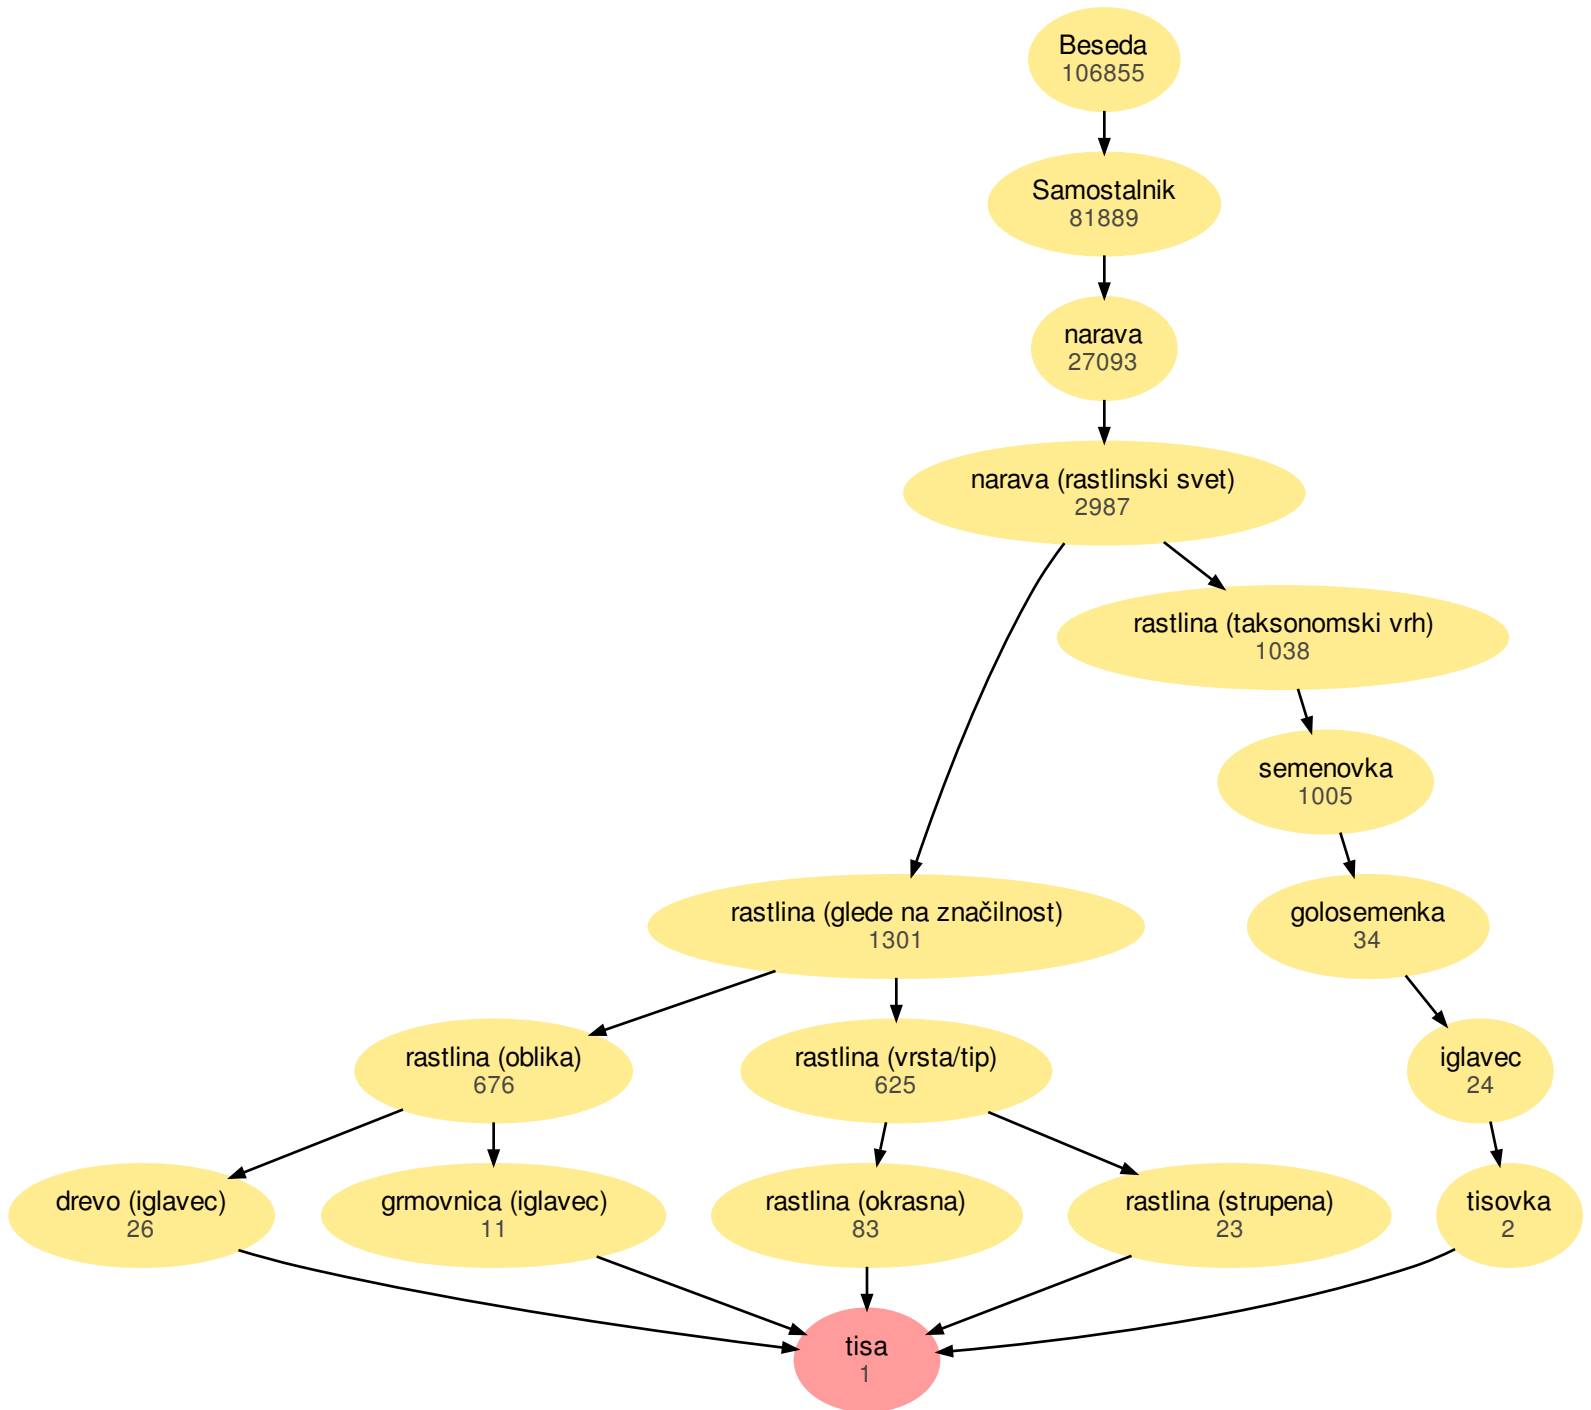 Beseda
106855
Samostalnik
81889
narava
27093
narava (rastlinski svet)
2987
rastlina (taksonomski vrh)
1038
semenovka
1005
rastlina (glede na značilnost)
1301
golosemenka
34
rastlina (oblika)
676
rastlina (vrsta/tip)
625
iglavec
24
drevo (iglavec)
26
grmovnica (iglavec)
11
rastlina (okrasna)
83
rastlina (strupena)
23
tisovka
2
tisa
1